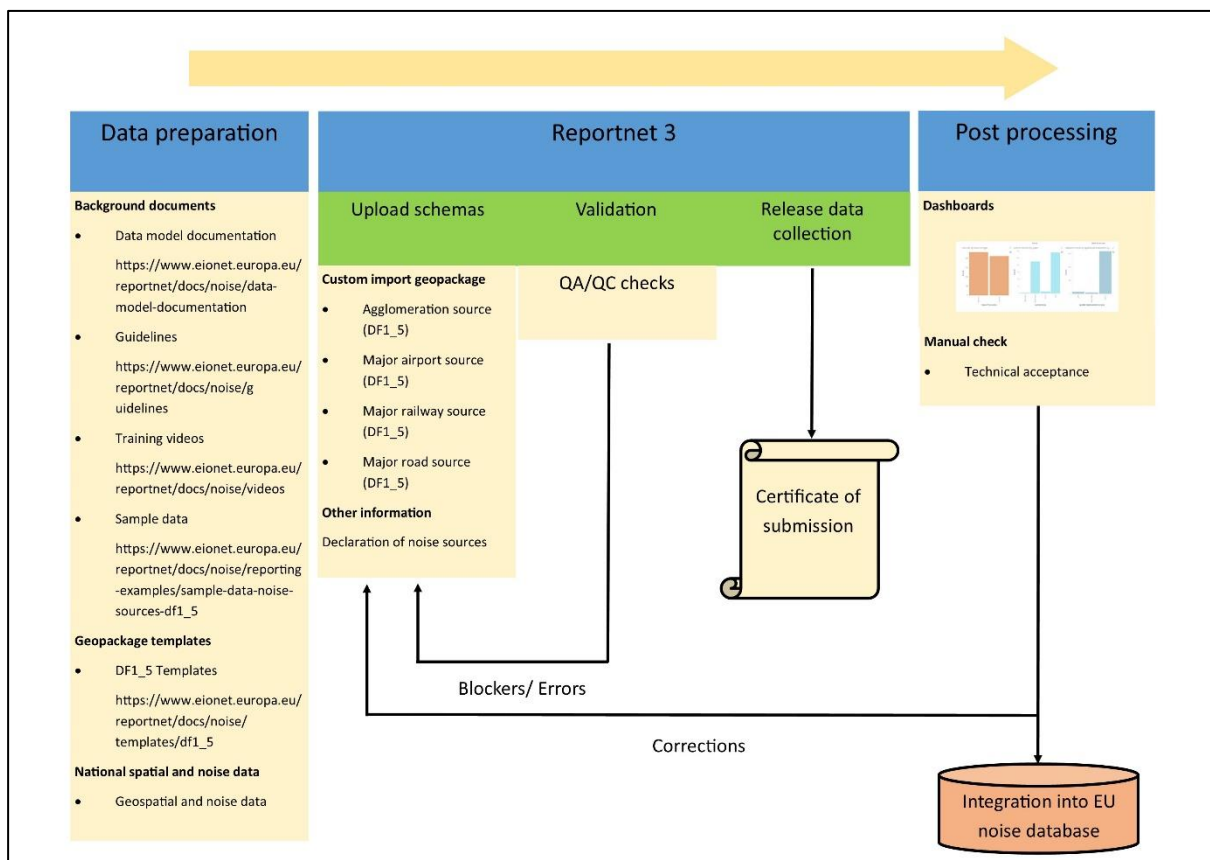 Data preparation
Background documents
• Data model documentation
https://www.eionet.europa.eu/
reportnet/docs/noise/data-
model-documentation
• Guidelines
https://www.eionet.europa.eu/
reportnet/docs/noise/g
uidelines
• Training videos
https://www.eionet.europa.eu/
reportnet/docs/noise/videos
• Sample data
https://www.eionet.europa.eu/
reportnet/docs/noise/reporting
-examples/sample-data-noise-
sources-df1_5
Geopackage templates
• DF1_5 Templates
https://www.eionet.europa.eu/
reportnet/docs/noise/
templates/df1_5
National spatial and noise data
• Geospatial and noise data
Reportnet 3
Upload schemas
Custom import geopackage
• Agglomeration source
(DF1_5)
• Major airport source
(DF1_5)
• Major railway source
(DF1_5)
• Major road source
(DF1_5)
Other information
Declaration of noise sources
Validation
QA/QC checks
Release data
collection
Certificate of
submission
Blockers/ Errors
Corrections
Post processing
Dashboards
Manual check
• Technical acceptance
Integration into EU
noise database